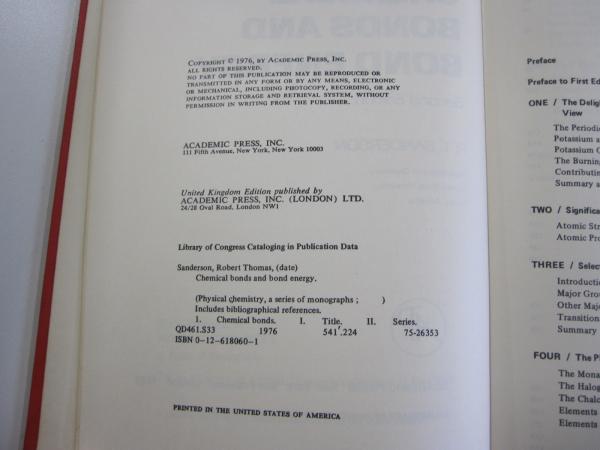 COPYRIGHT © 1976, BY ACADEMIC PRESS, INC.
ALL RIGHTS RESERVED.
NO PART OF THIS PUBLICATION MAY BE REPRODUCED OR
TRANSMITTED IN ANY FORM OR BY ANY MEANS, ELECTRONIC
OR MECHANICAL, INCLUDING PHOTOCOPY, RECORDING, OR ANY
INFORMATION STORAGE AND RETRIEVAL SYSTEM, WITHOUT
PERMISSION IN WRITING FROM THE PUBLISHER.
ACADEMIC PRESS, INC.
111 Fifth Avenue, New York, New York 10003
United Kingdom Edition published by
ACADEMIC PRESS, INC. (LONDON) LTD.
24/28 Oval Road, London NW1
Library of Congress Cataloging in Publication Data
Sanderson, Robert Thomas, (date)
Chemical bonds and bond energy.
(Physical chemistry, a series of monographs ; )
Includes bibliographical references.
1. Chemical bonds. I. Title. II. Series.
QD461.S33 1976 541'.224 75-26353
ISBN 0-12-618060-1
PRINTED IN THE UNITED STATES OF AMERICA
Preface
Preface to First Ed
ONE / The Deligh
View
The Periodi
Potassium a
Potassium C
The Burning
Contributin
Summary a
TWO / Significa
Atomic Str
Atomic Pro
THREE / Selec
Introductio
Major Gro
Other Maj
Transition
Summary
FOUR / The P
The Mona
The Halog
The Chalc
Elements
Elements